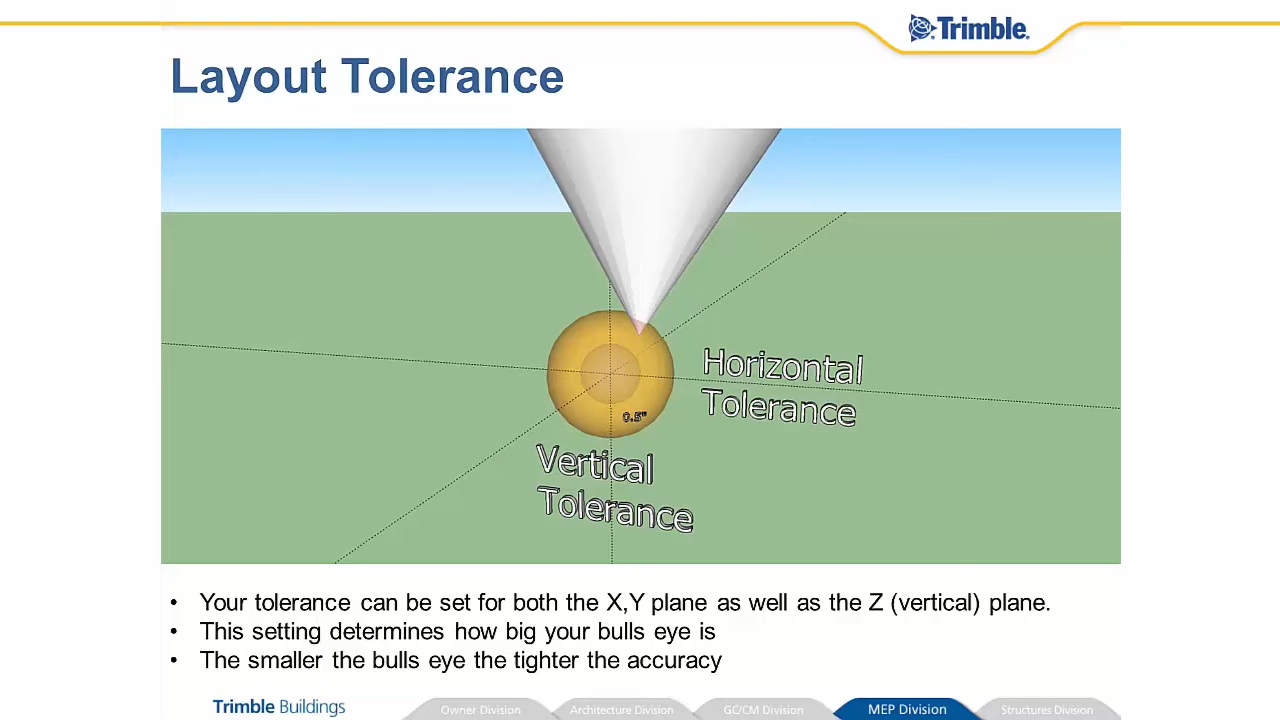 Trimble.
Layout Tolerance
Horizontal
Tolerance
0.5"
Vertical
Tolerance
• Your tolerance can be set for both the X,Y plane as well as the Z (vertical) plane.
• This setting determines how big your bulls eye is
• The smaller the bulls eye the tighter the accuracy
Trimble Buildings Owner Division Architecture Division GC/CM Division MEP Division Structures Division